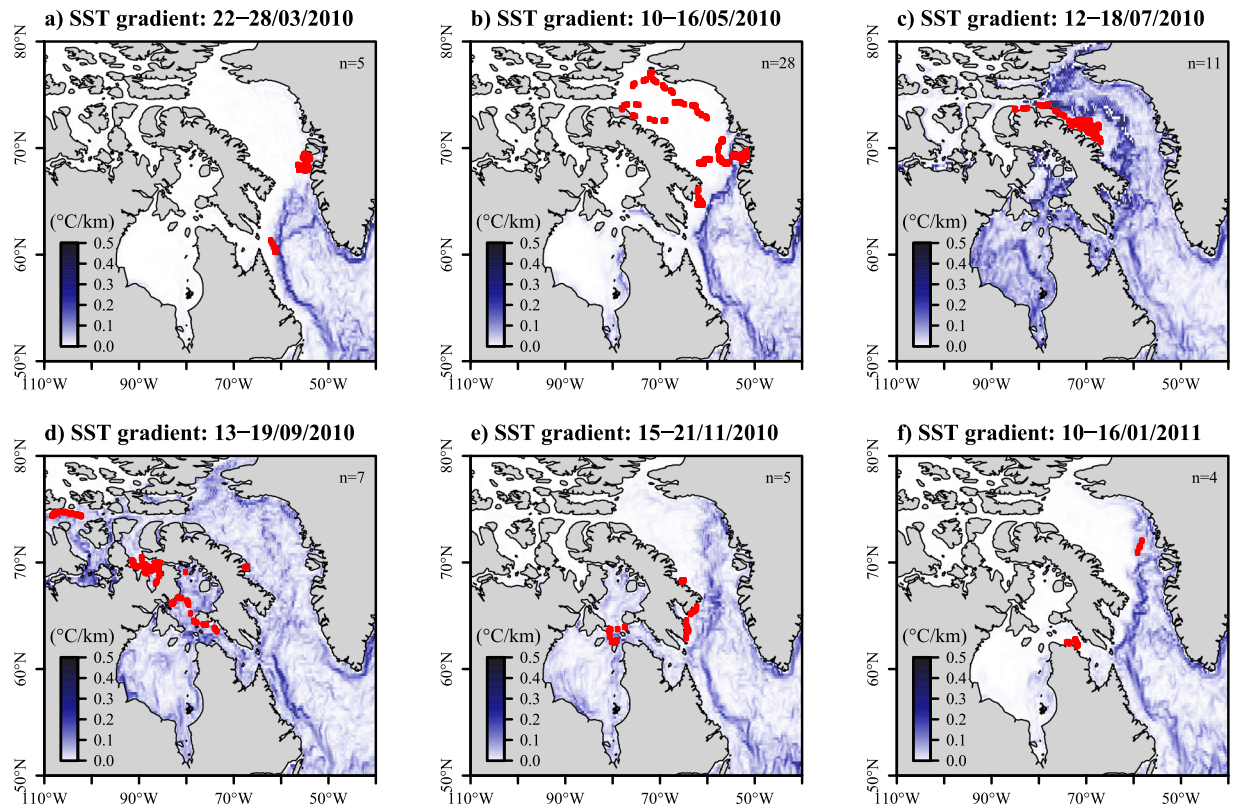 a) SST gradient: 22−28/03/2010
b) SST gradient: 10−16/05/2010
c) SST gradient: 12−18/07/2010
80°N
n=5
80°N
n=28
80°N
n=11
70°N
70°N
70°N
(°C/km)
(°C/km)
(°C/km)
60°N
0.5
0.4
0.3
0.2
0.1
0.0
60°N
0.5
0.4
0.3
0.2
0.1
0.0
60°N
0.5
0.4
0.3
0.2
0.1
0.0
50°N
50°N
50°N
110°W 90°W 70°W 50°W
110°W 90°W 70°W 50°W
110°W 90°W 70°W 50°W
d) SST gradient: 13−19/09/2010
e) SST gradient: 15−21/11/2010
f) SST gradient: 10−16/01/2011
80°N
n=7
80°N
n=5
80°N
n=4
70°N
70°N
70°N
(°C/km)
(°C/km)
(°C/km)
60°N
0.5
0.4
0.3
0.2
0.1
0.0
60°N
0.5
0.4
0.3
0.2
0.1
0.0
60°N
0.5
0.4
0.3
0.2
0.1
0.0
50°N
50°N
50°N
110°W 90°W 70°W 50°W
110°W 90°W 70°W 50°W
110°W 90°W 70°W 50°W